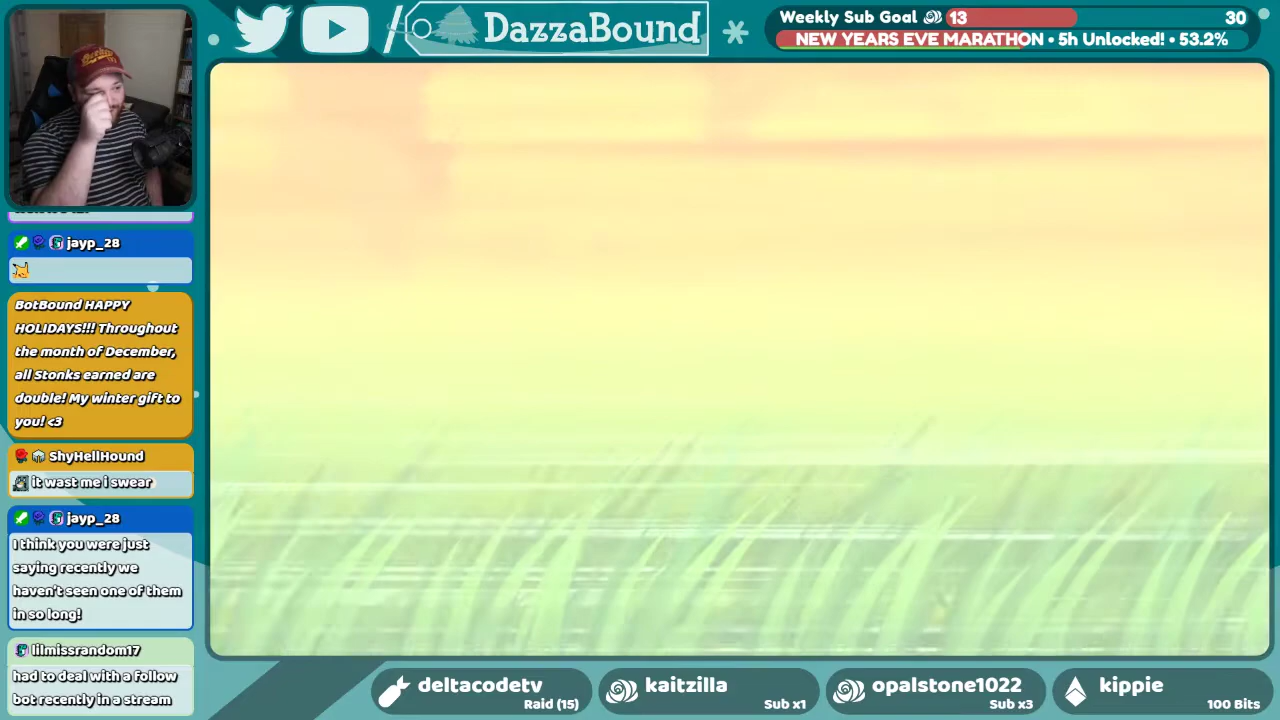 DazzaBound
Weekly Sub Goal 13 30
NEW YEARS EVE MARATHON • 5h Unlocked! • 53.2%
jayp_28
BotBound HAPPY
HOLIDAYS!!! Throughout
the month of December,
all Stonks earned are
double! My winter gift to
you! <3
ShyHellHound
it wast me i swear
jayp_28
I think you were just
saying recently we
haven't seen one of them
in so long!
lilmissrandom17
had to deal with a follow
bot recently in a stream
deltacodetv
Raid (15)
kaitzilla
Sub x1
opalstone1022
Sub x3
kippie
100 Bits